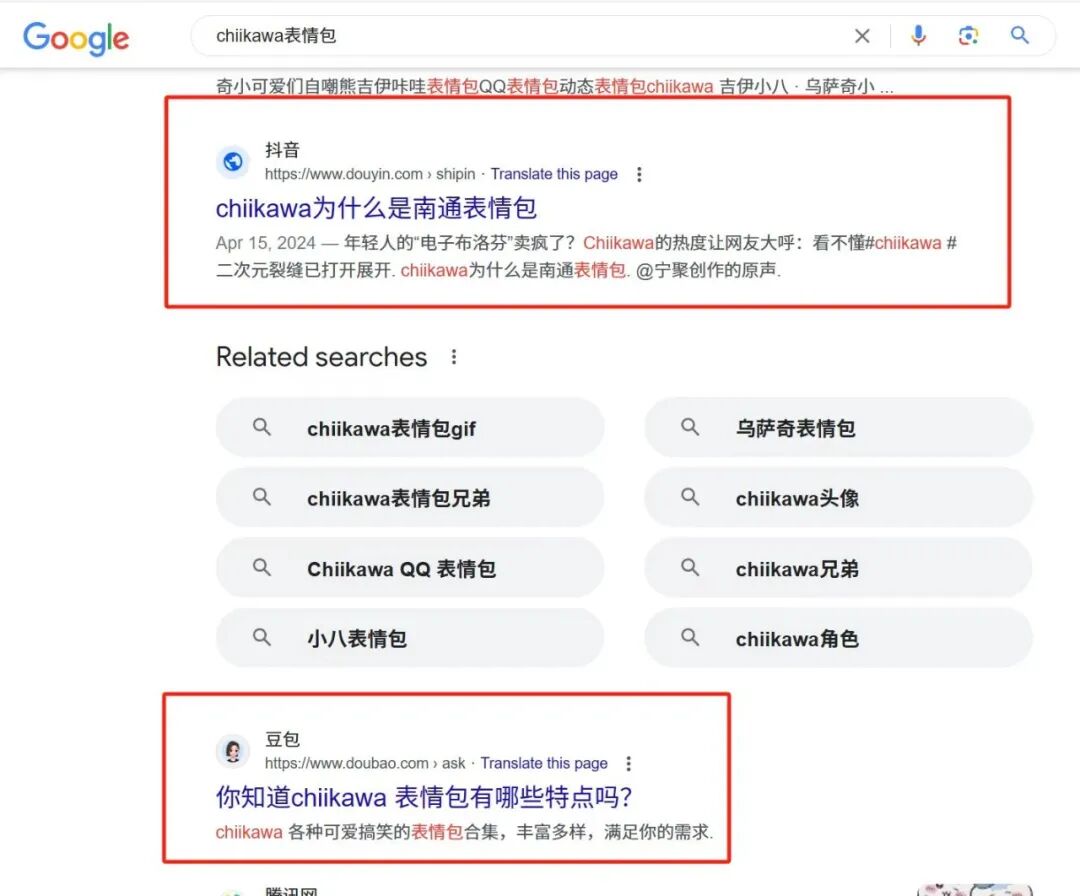 Google
chiikawa表情包
奇小可爱们自嘲熊吉伊咔哇表情包QQ表情包动态表情包chiikawa 吉伊小八 · 乌萨奇小 ...
抖音
https://www.douyin.com › shipin · Translate this page
chiikawa为什么是南通表情包
Apr 15, 2024 — 年轻人的“电子布洛芬”卖疯了？Chiikawa的热度让网友大呼：看不懂#chiikawa #
二次元裂缝已打开展开. chiikawa为什么是南通表情包. @宁聚创作的原声.
Related searches
chiikawa表情包gif
乌萨奇表情包
chiikawa表情包兄弟
chiikawa头像
Chiikawa QQ 表情包
chiikawa兄弟
小八表情包
chiikawa角色
豆包
https://www.doubao.com › ask · Translate this page
你知道chiikawa 表情包有哪些特点吗？
chiikawa 各种可爱搞笑的表情包合集，丰富多样，满足你的需求.
腾讯网